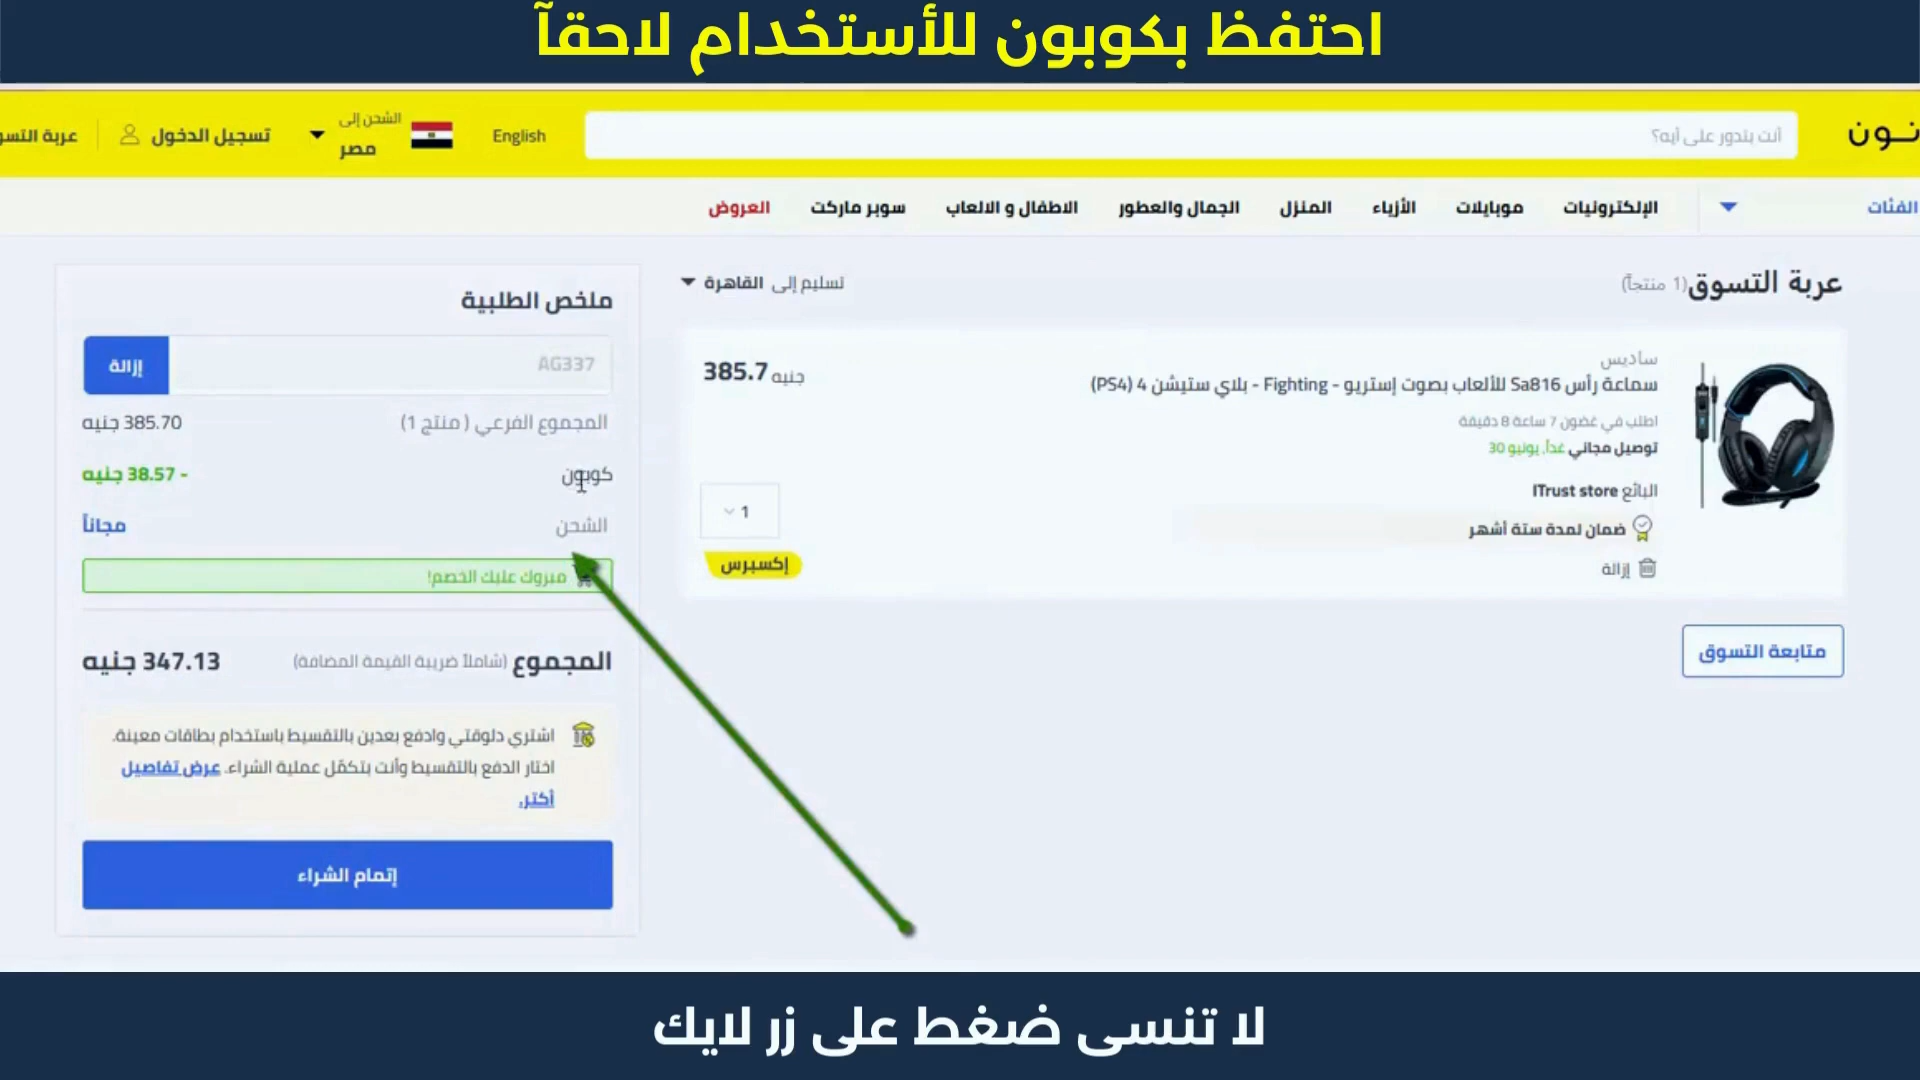 احتفظ بكوبون للأستخدام لاحقاً
نون
أنت بتدور على أيه؟
English
الشحن إلى
مصر
تسجيل الدخول
عربة التسو
الفئات
الإلكترونيات
موبايلات
الأزياء
المنزل
الجمال والعطور
الاطفال و الالعاب
سوبر ماركت
العروض
عربة التسوق (1 منتجاً)
تسليم إلى القاهرة
ساديس
سماعة رأس Sa816 للألعاب بصوت إستريو - Fighting - بلاي ستيشن 4 (PS4)
جنيه 385.7
اطلب في غضون 7 ساعة 8 دقيقة
توصيل مجاني غداً, يونيو 30
البائع ITrust store
ضمان لمدة ستة أشهر
إزالة
1
إكسبرس
متابعة التسوق
ملخص الطلبية
AG337
إزالة
المجموع الفرعي ( منتج 1)
385.70 جنيه
كوبون
- 38.57 جنيه
الشحن
مجاناً
مبروك عليك الخصم!
المجموع (شاملاً ضريبة القيمة المضافة)
347.13 جنيه
اشتري دلوقتي وادفع بعدين بالتقسيط باستخدام بطاقات معينة.
اختار الدفع بالتقسيط وأنت بتكمّل عملية الشراء. عرض تفاصيل
أكتر.
إتمام الشراء
لا تنسى ضغط على زر لايك